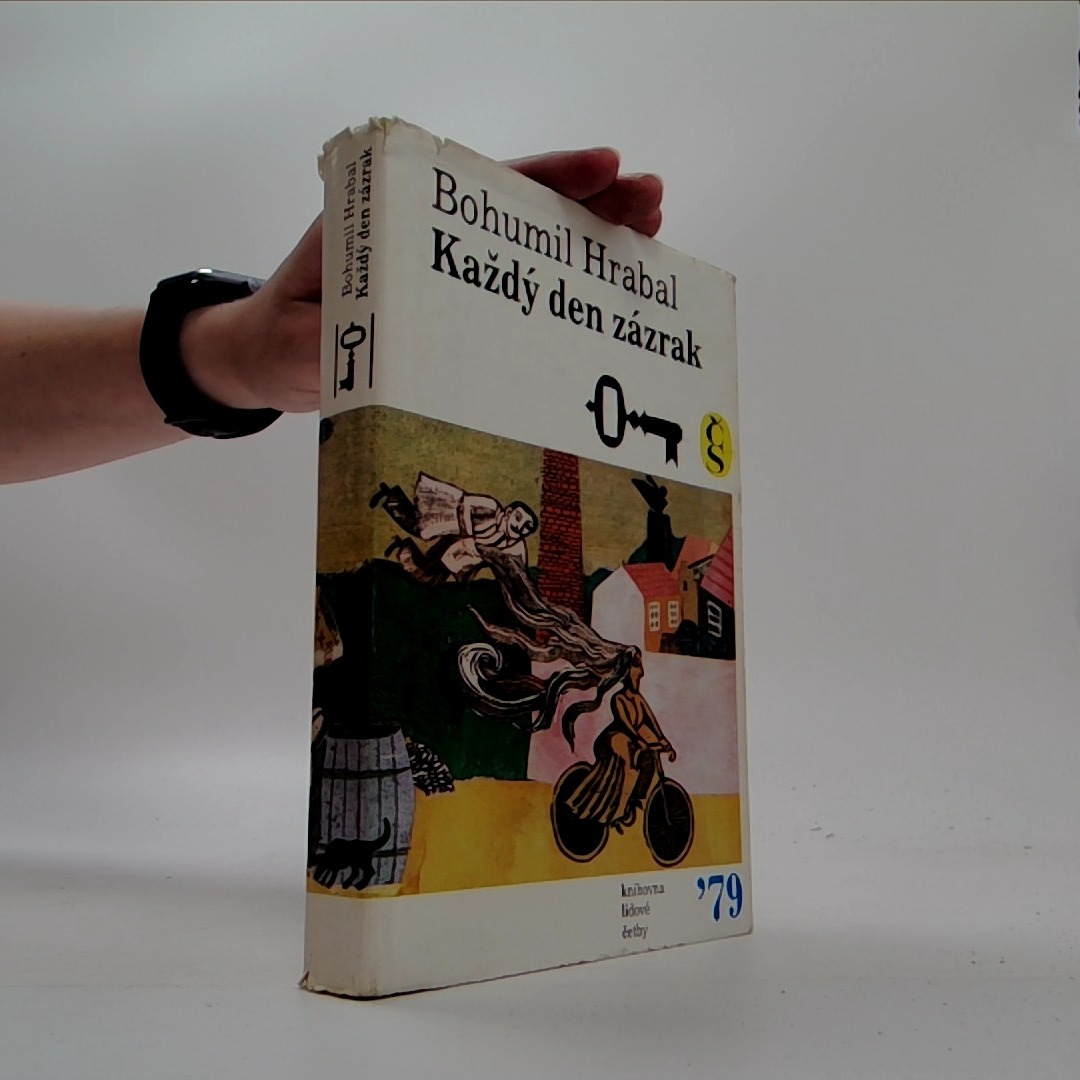 Bohumil Hrabal
Každý den zázrak
Bohumil Hrabal
Každý den zázrak
čs
knihovna
lidové
četby
’79